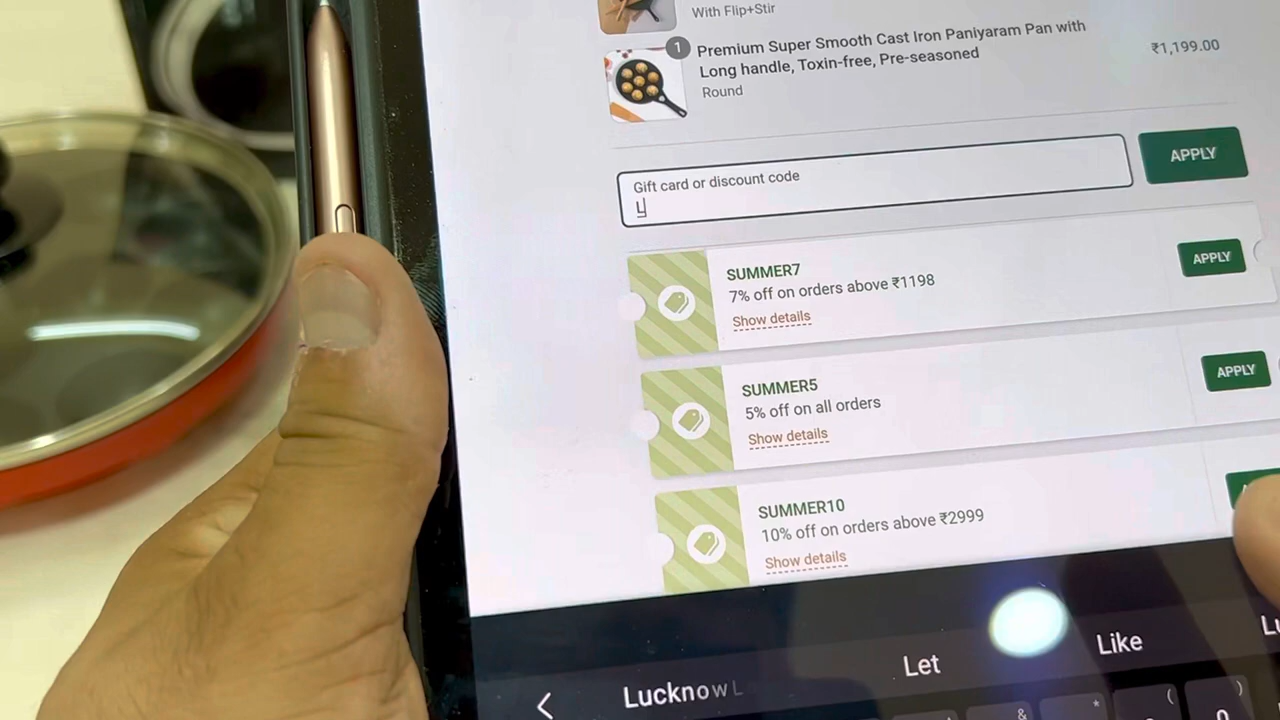 With Flip+Stir
1
Premium Super Smooth Cast Iron Paniyaram Pan with
Long handle, Toxin-free, Pre-seasoned
Round
₹1,199.00
Gift card or discount code
APPLY
SUMMER7
7% off on orders above ₹1198
Show details
APPLY
SUMMER5
5% off on all orders
Show details
APPLY
SUMMER10
10% off on orders above ₹2999
Show details
Lucknow L
Let
Like
&
*
(
)